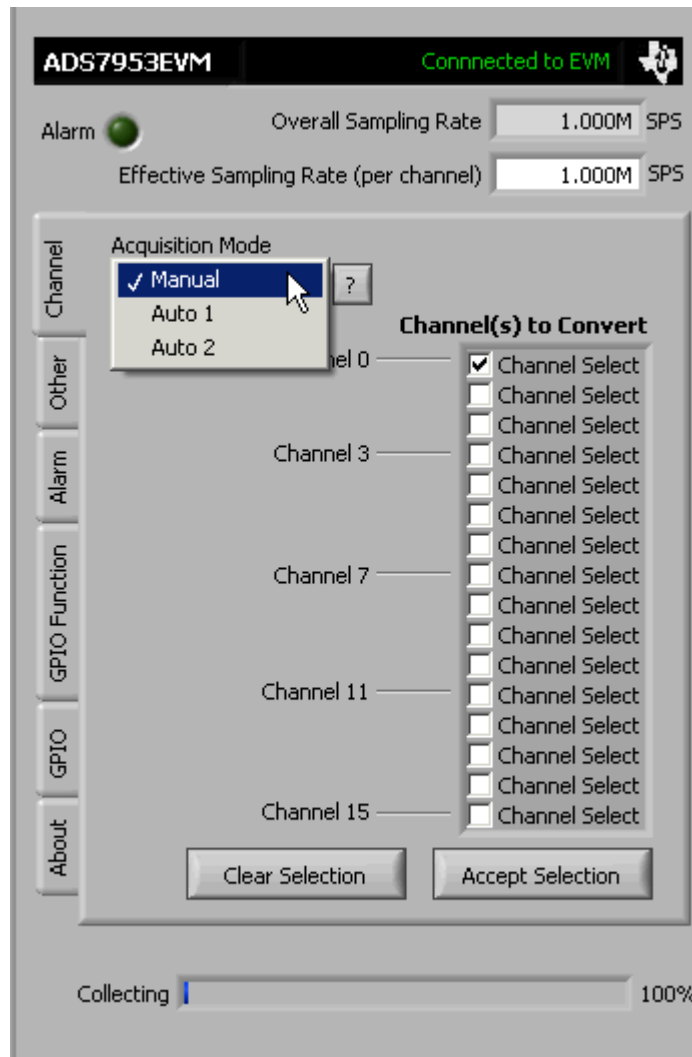 ADS7953EVM
Connnected to EVM
Alarm
Overall Sampling Rate 1.000M SPS
Effective Sampling Rate (per channel) 1.000M SPS
Channel
Other
Alarm
GPIO Function
GPIO
About
Acquisition Mode
✓ Manual
?
Auto 1
Auto 2
Channel(s) to Convert
nel 0 Channel Select
Channel Select
Channel Select
Channel 3 Channel Select
Channel Select
Channel Select
Channel Select
Channel 7 Channel Select
Channel Select
Channel Select
Channel Select
Channel 11 Channel Select
Channel Select
Channel Select
Channel Select
Channel 15 Channel Select
Clear Selection Accept Selection
Collecting 100%